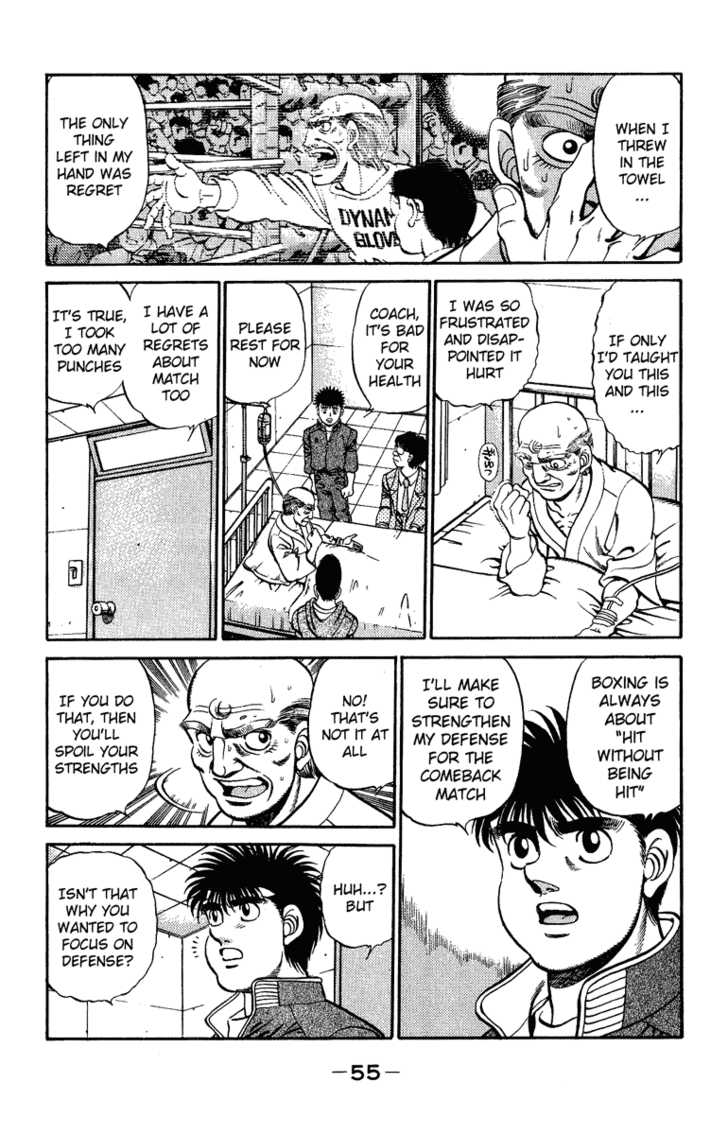 WHEN I
THREW
IN THE
TOWEL
...
THE ONLY
THING
LEFT IN MY
HAND WAS
REGRET
DYNAM
GLOVE
IF ONLY
I'D TAUGHT
YOU THIS
AND THIS
...
I WAS SO
FRUSTRATED
AND DISAP-
POINTED IT
HURT
COACH,
IT'S BAD
FOR
YOUR
HEALTH
PLEASE
REST FOR
NOW
I HAVE A
LOT OF
REGRETS
ABOUT
MATCH
TOO
IT'S TRUE,
I TOOK
TOO MANY
PUNCHES
BOXING IS
ALWAYS
ABOUT
"HIT
WITHOUT
BEING
HIT"
I'LL MAKE
SURE TO
STRENGTHEN
MY DEFENSE
FOR THE
COMEBACK
MATCH
NO!
THAT'S
NOT IT AT
ALL
IF YOU DO
THAT, THEN
YOU'LL
SPOIL YOUR
STRENGTHS
HUH...?
BUT
ISN'T THAT
WHY YOU
WANTED TO
FOCUS ON
DEFENSE?
—55—